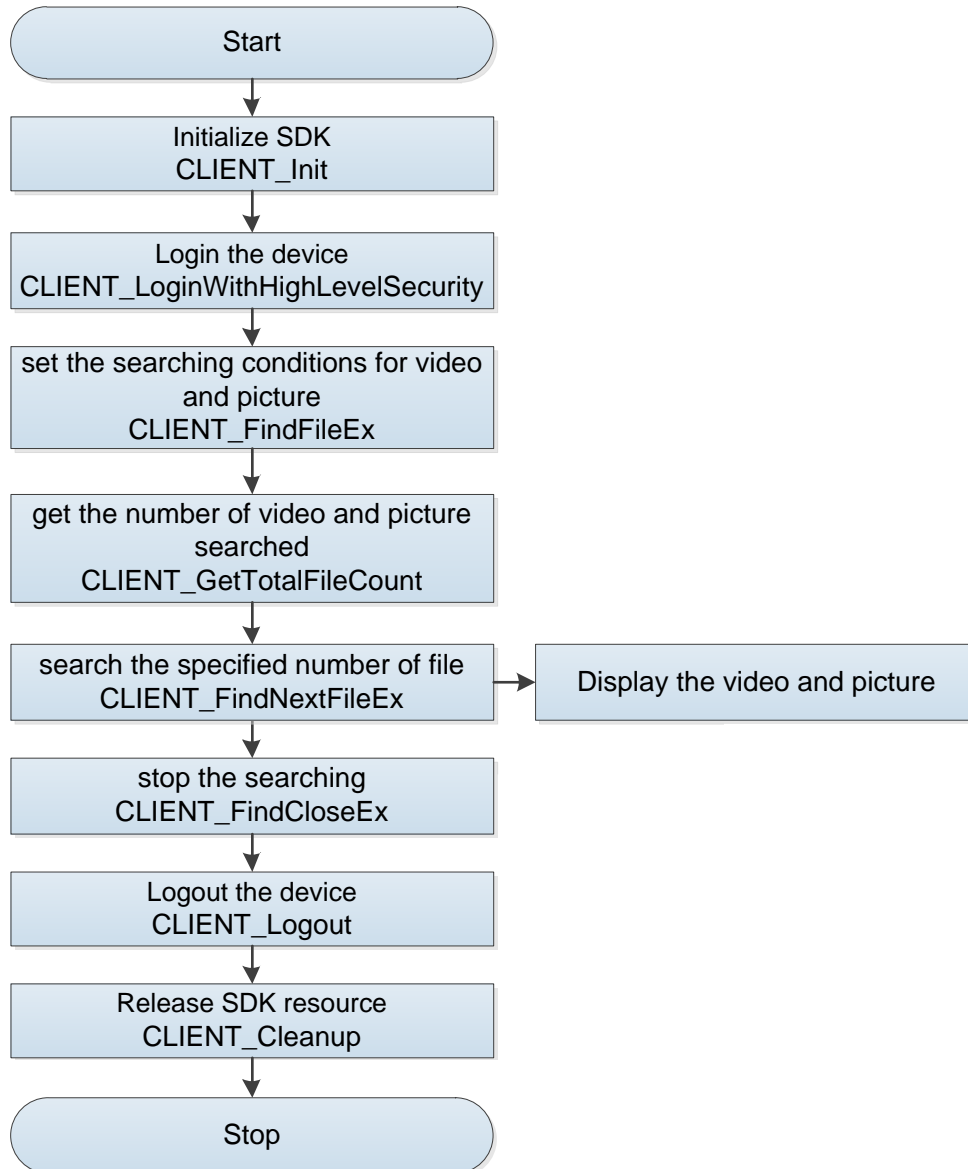 Start
Initialize SDK
CLIENT_Init
Login the device
CLIENT_LoginWithHighLevelSecurity
set the searching conditions for video
and picture
CLIENT_FindFileEx
get the number of video and picture
searched
CLIENT_GetTotalFileCount
search the specified number of file
CLIENT_FindNextFileEx
Display the video and picture
stop the searching
CLIENT_FindCloseEx
Logout the device
CLIENT_Logout
Release SDK resource
CLIENT_Cleanup
Stop